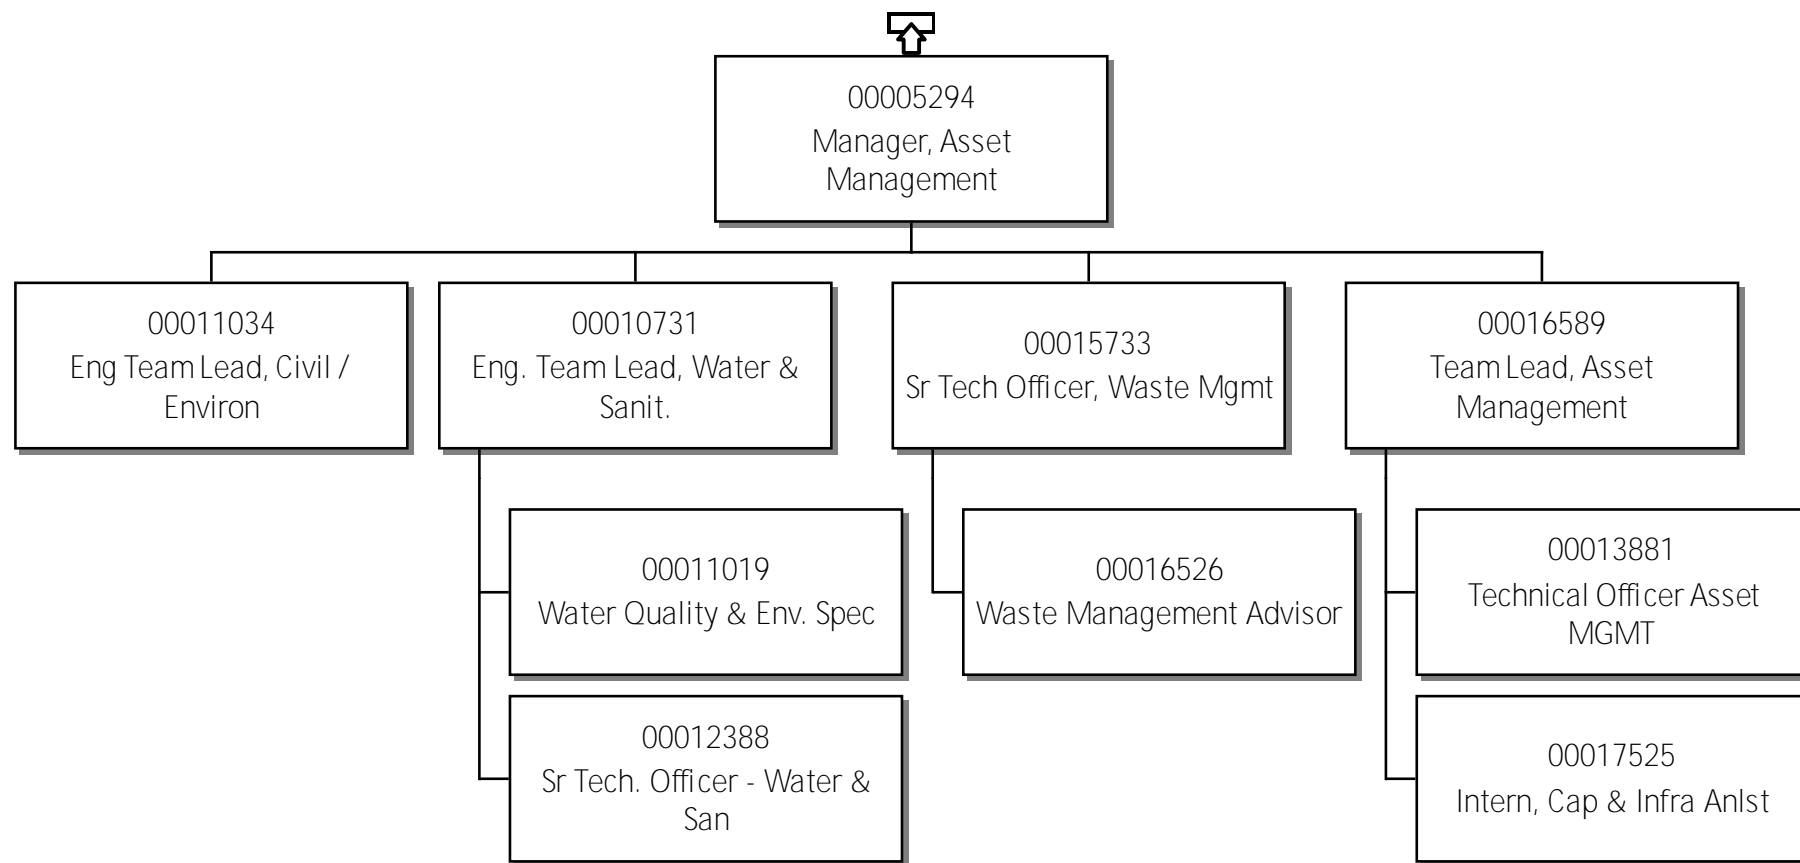 00005294
Manager, Asset
Management
00011034
Eng Team Lead, Civil /
Environ
00010731
Eng. Team Lead, Water &
Sanit.
00015733
Sr Tech Officer, Waste Mgmt
00016589
Team Lead, Asset
Management
00011019
Water Quality & Env. Spec
00016526
Waste Management Advisor
00013881
Technical Officer Asset
MGMT
00012388
Sr Tech. Officer - Water &
San
00017525
Intern, Cap & Infra Anlst